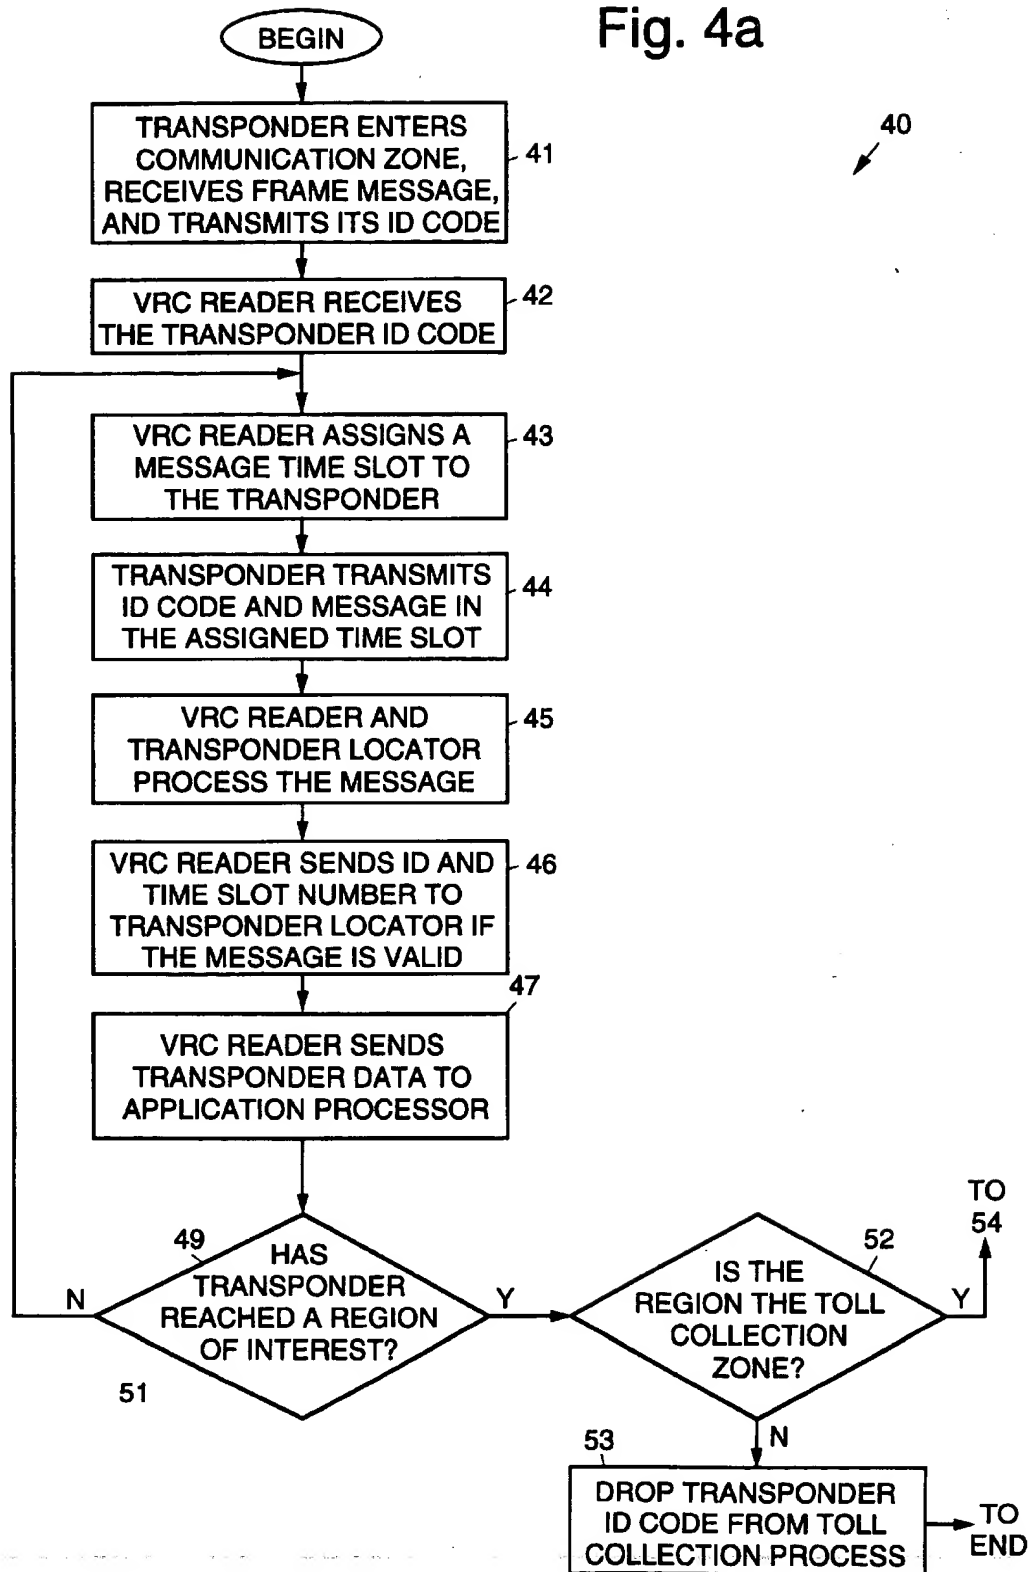 Fig. 4a
BEGIN
40
TRANSPONDER ENTERS
COMMUNICATION ZONE,
RECEIVES FRAME MESSAGE,
AND TRANSMITS ITS ID CODE
41
VRC READER RECEIVES
THE TRANSPONDER ID CODE
42
VRC READER ASSIGNS A
MESSAGE TIME SLOT TO
THE TRANSPONDER
43
TRANSPONDER TRANSMITS
ID CODE AND MESSAGE IN
THE ASSIGNED TIME SLOT
44
VRC READER AND
TRANSPONDER LOCATOR
PROCESS THE MESSAGE
45
VRC READER SENDS ID AND
TIME SLOT NUMBER TO
TRANSPONDER LOCATOR IF
THE MESSAGE IS VALID
46
47
VRC READER SENDS
TRANSPONDER DATA TO
APPLICATION PROCESSOR
49
HAS
TRANSPONDER
REACHED A REGION
OF INTEREST?
N
Y
51
52
IS THE
REGION THE TOLL
COLLECTION
ZONE?
Y
TO
54
N
53
DROP TRANSPONDER
ID CODE FROM TOLL
COLLECTION PROCESS
TO
END